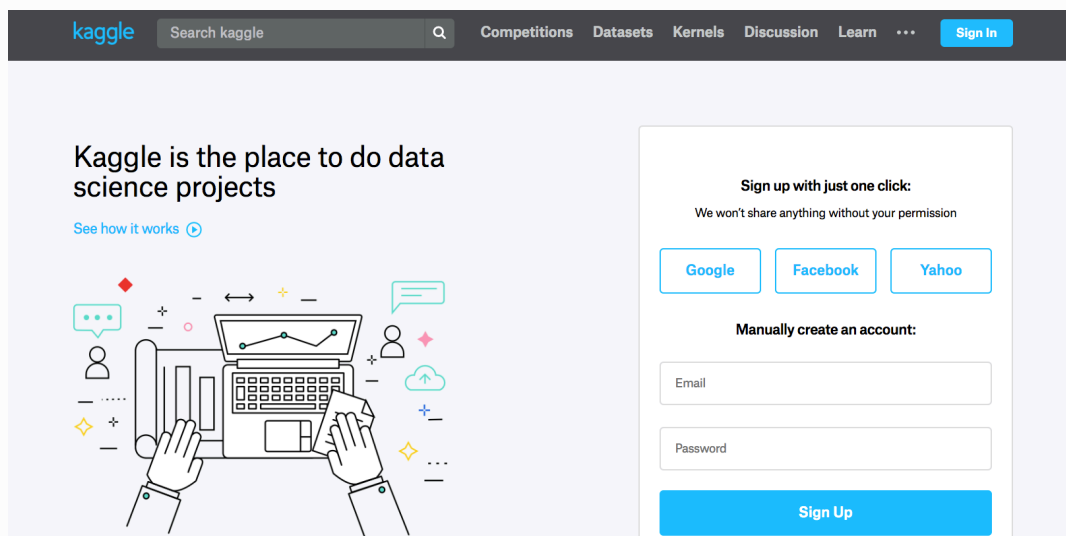 kaggle
Search kaggle
Competitions Datasets Kernels Discussion Learn ••• Sign In
Kaggle is the place to do data
science projects
See how it works
Sign up with just one click:
We won't share anything without your permission
Google Facebook Yahoo
Manually create an account:
Email
Password
Sign Up